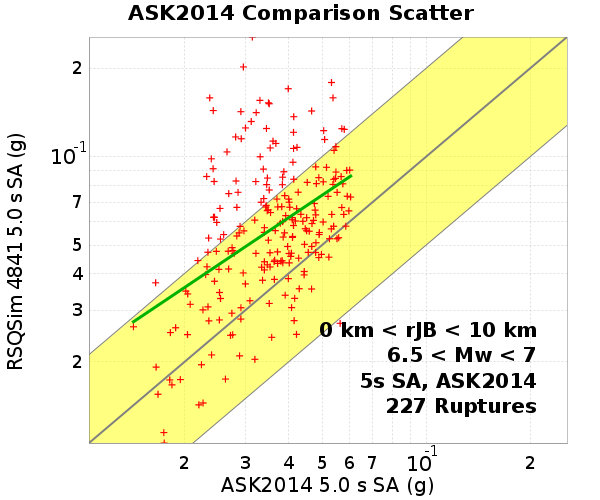 ASK2014 Comparison Scatter
RSQSim 4841 5.0 s SA (g)
2
10⁻¹
7
5
4
3
2
0 km < rJB < 10 km
6.5 < Mw < 7
5s SA, ASK2014
227 Ruptures
2 3 4 5 6 7 10⁻¹ 2
ASK2014 5.0 s SA (g)